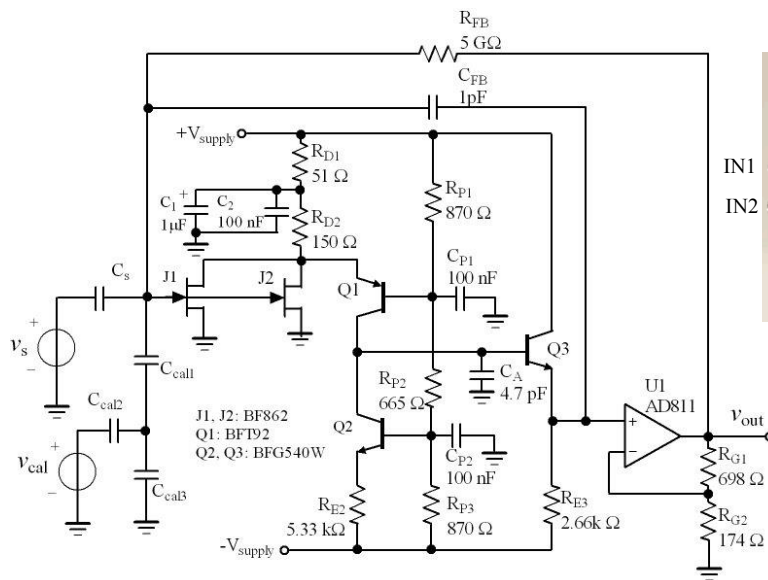 R_FB
5 GΩ
C_FB
1pF
+V_supply
R_D1
51 Ω
C_1
+
1µF
C_2
100 nF
R_D2
150 Ω
R_P1
870 Ω
IN1
IN2
C_s
J1
J2
Q1
C_P1
100 nF
v_s
+
−
C_cal1
Q3
R_P2
665 Ω
C_A
4.7 pF
U1
AD811
v_out
C_cal2
J1, J2: BF862
Q1: BFT92
Q2, Q3: BFG540W
Q2
+
−
v_cal
+
−
C_P2
100 nF
R_G1
698 Ω
C_cal3
R_E2
5.33 kΩ
R_P3
870 Ω
R_E3
2.66k Ω
R_G2
174 Ω
-V_supply